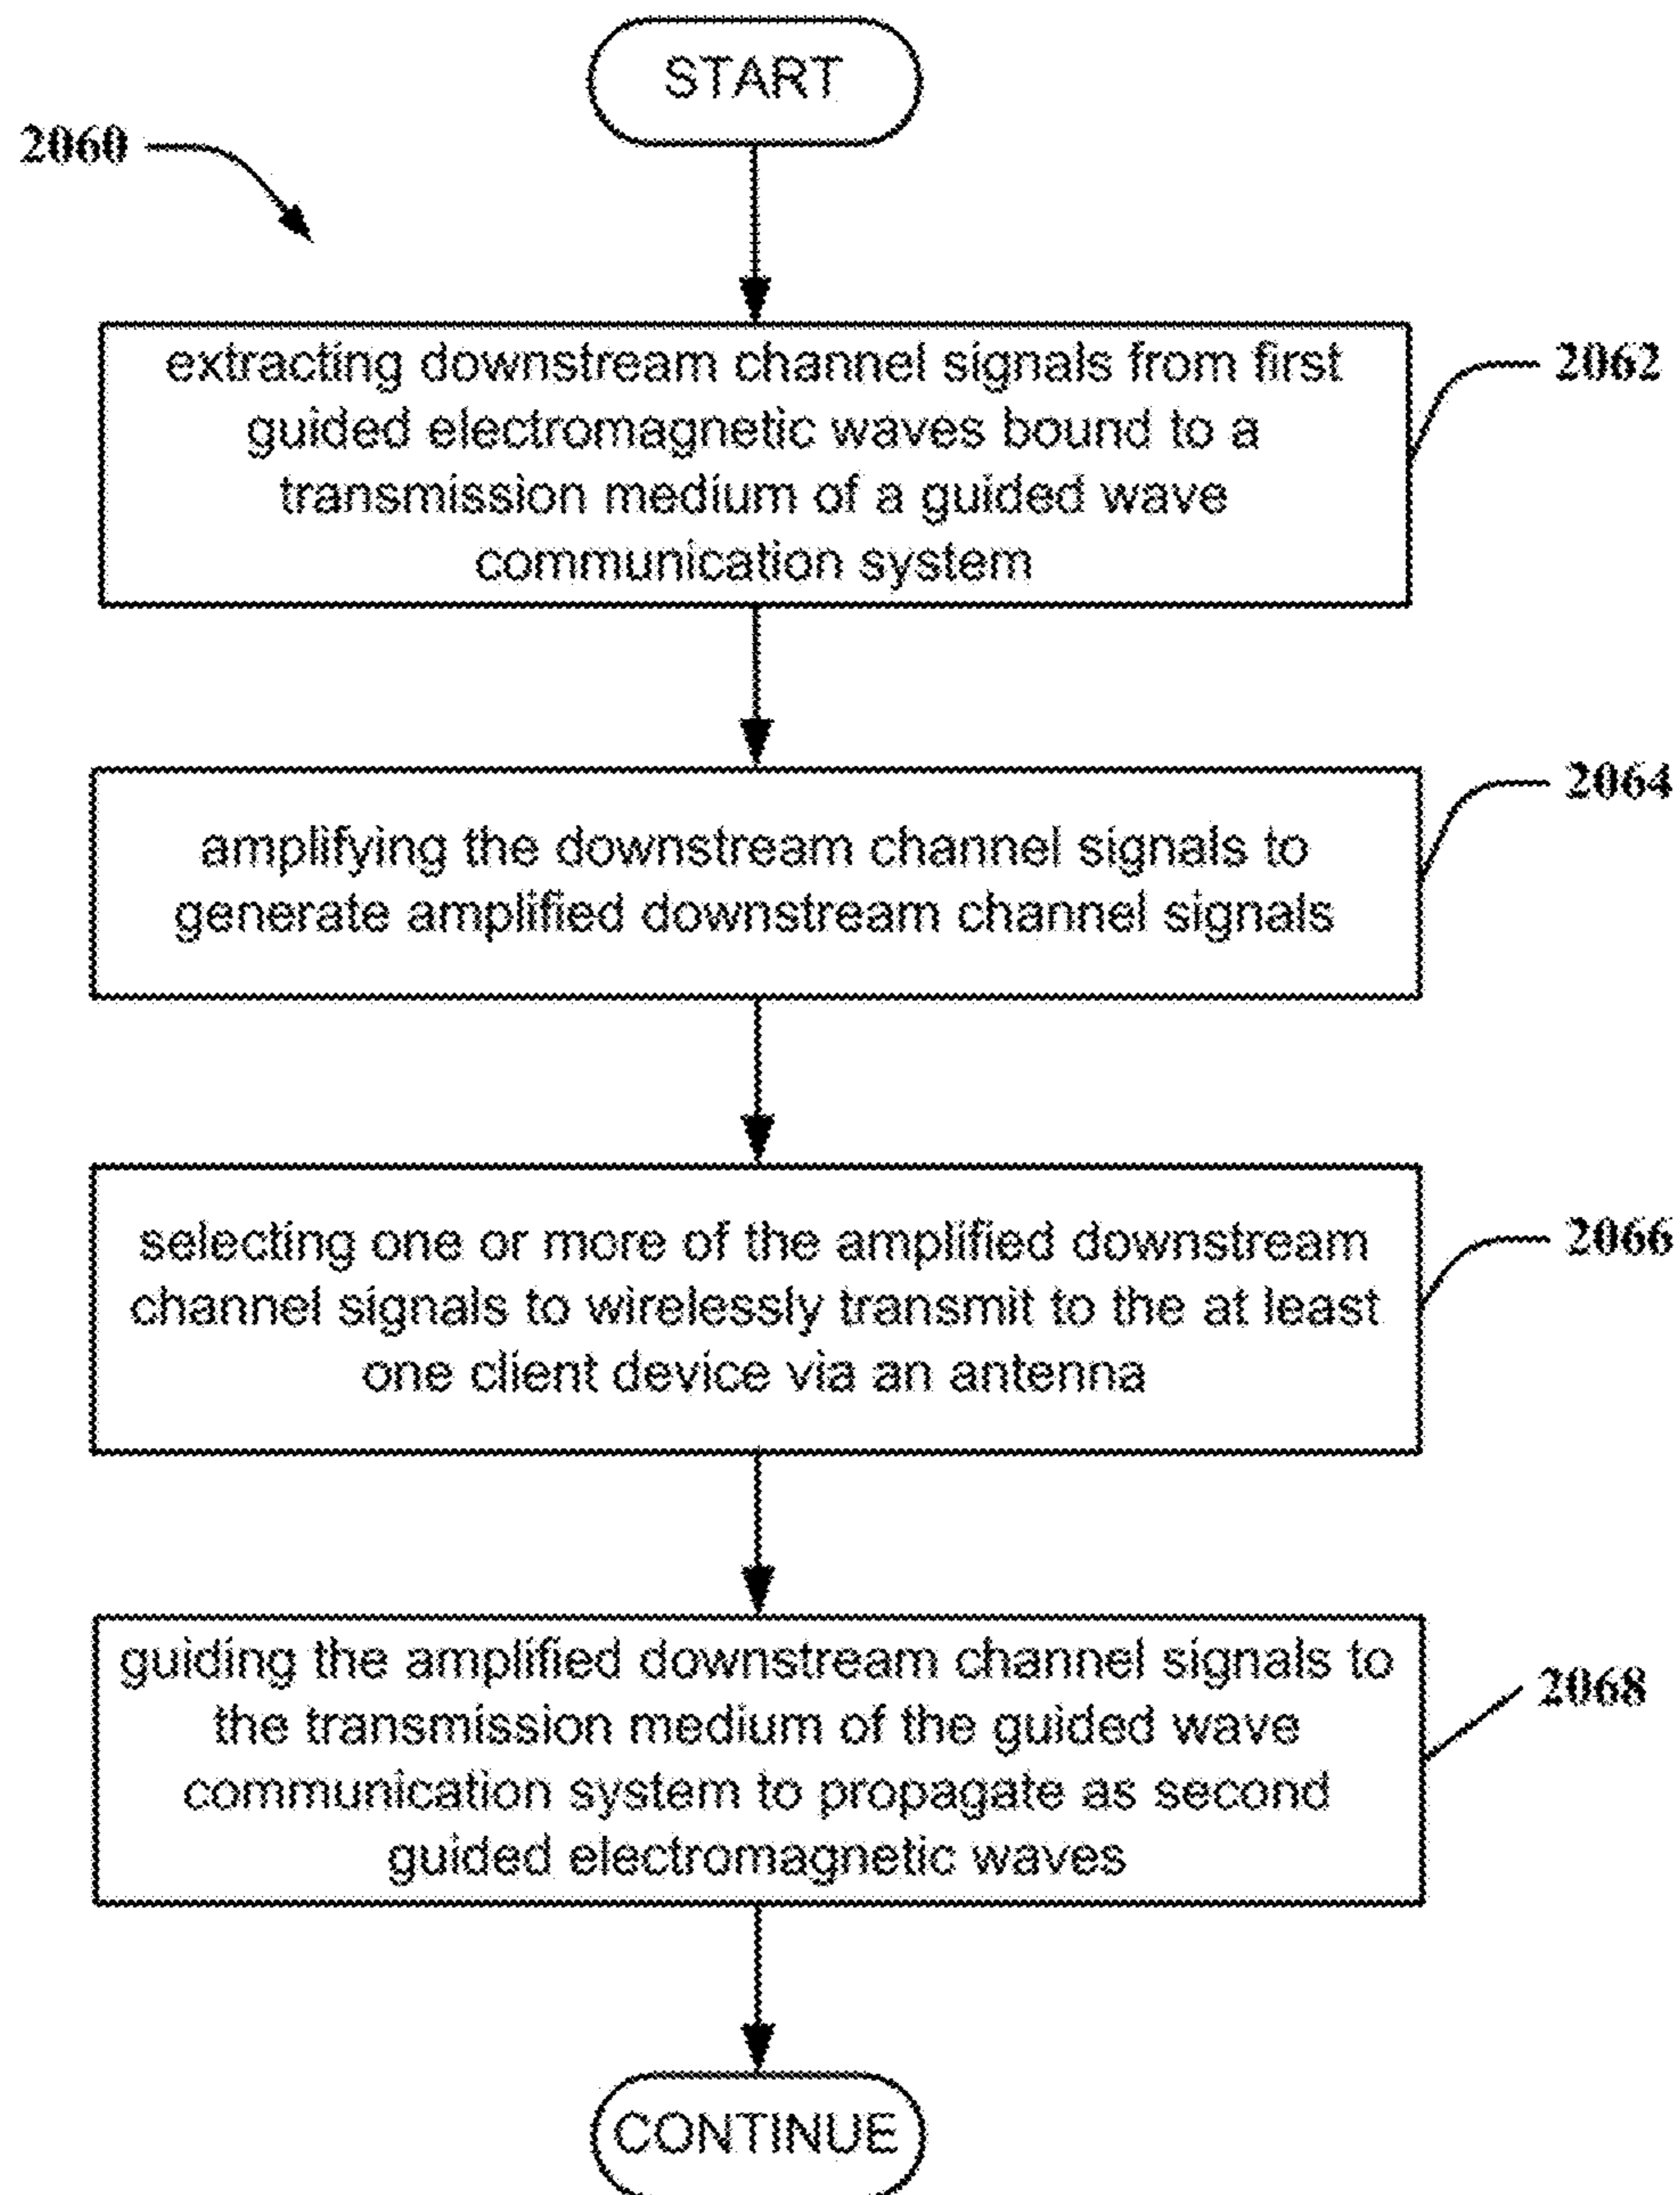 START
2060
extracting downstream channel signals from first
guided electromagnetic waves bound to a
transmission medium of a guided wave
communication system
2062
amplifying the downstream channel signals to
generate amplified downstream channel signals
2064
selecting one or more of the amplified downstream
channel signals to wirelessly transmit to the at least
one client device via an antenna
2066
guiding the amplified downstream channel signals to
the transmission medium of the guided wave
communication system to propagate as second
guided electromagnetic waves
2068
CONTINUE